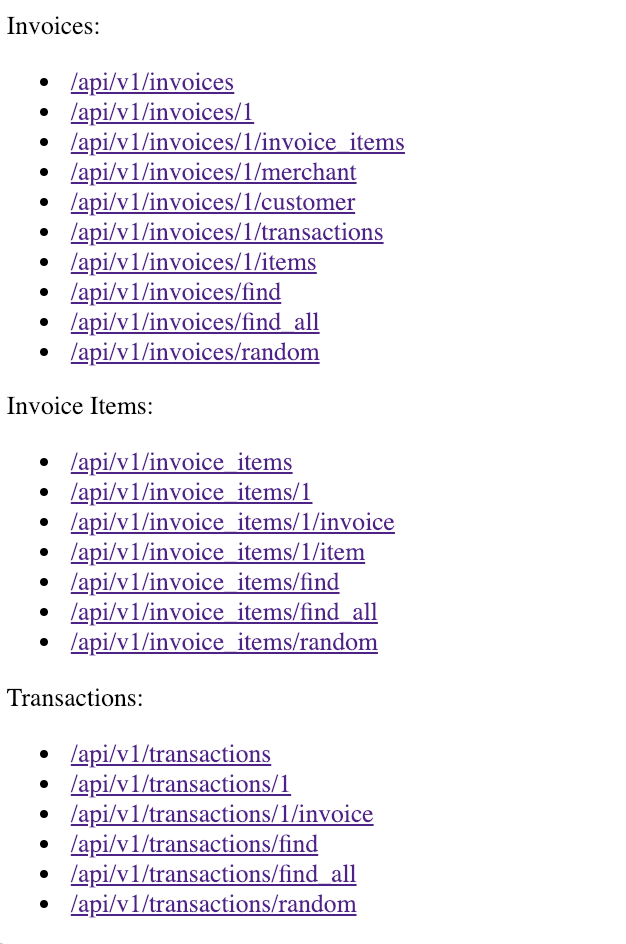 Invoices:
/api/v1/invoices
/api/v1/invoices/1
/api/v1/invoices/1/invoice_items
/api/v1/invoices/1/merchant
/api/v1/invoices/1/customer
/api/v1/invoices/1/transactions
/api/v1/invoices/1/items
/api/v1/invoices/find
/api/v1/invoices/find_all
/api/v1/invoices/random
Invoice Items:
/api/v1/invoice_items
/api/v1/invoice_items/1
/api/v1/invoice_items/1/invoice
/api/v1/invoice_items/1/item
/api/v1/invoice_items/find
/api/v1/invoice_items/find_all
/api/v1/invoice_items/random
Transactions:
/api/v1/transactions
/api/v1/transactions/1
/api/v1/transactions/1/invoice
/api/v1/transactions/find
/api/v1/transactions/find_all
/api/v1/transactions/random